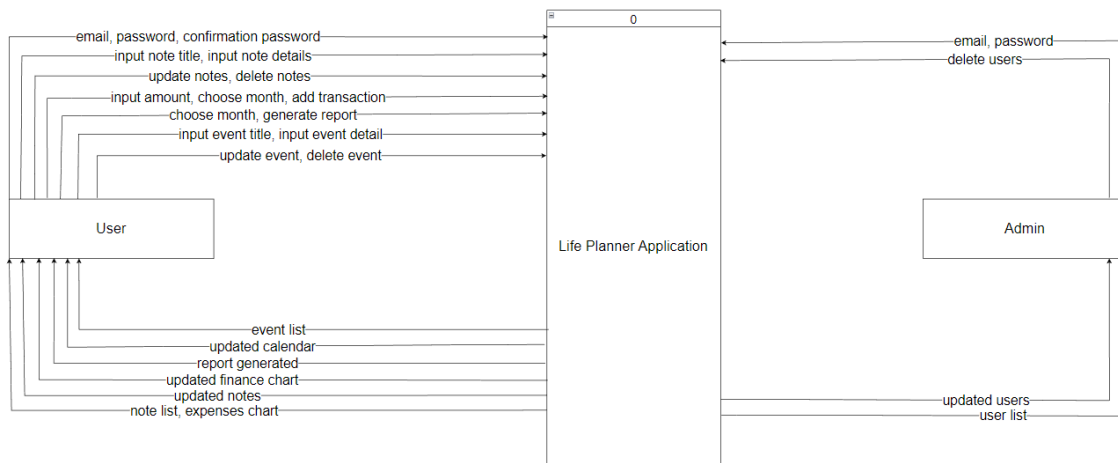 0
email, password, confirmation password
input note title, input note details
update notes, delete notes
input amount, choose month, add transaction
choose month, generate report
input event title, input event detail
update event, delete event
email, password
delete users
User
Life Planner Application
Admin
event list
updated calendar
report generated
updated finance chart
updated notes
note list, expenses chart
updated users
user list